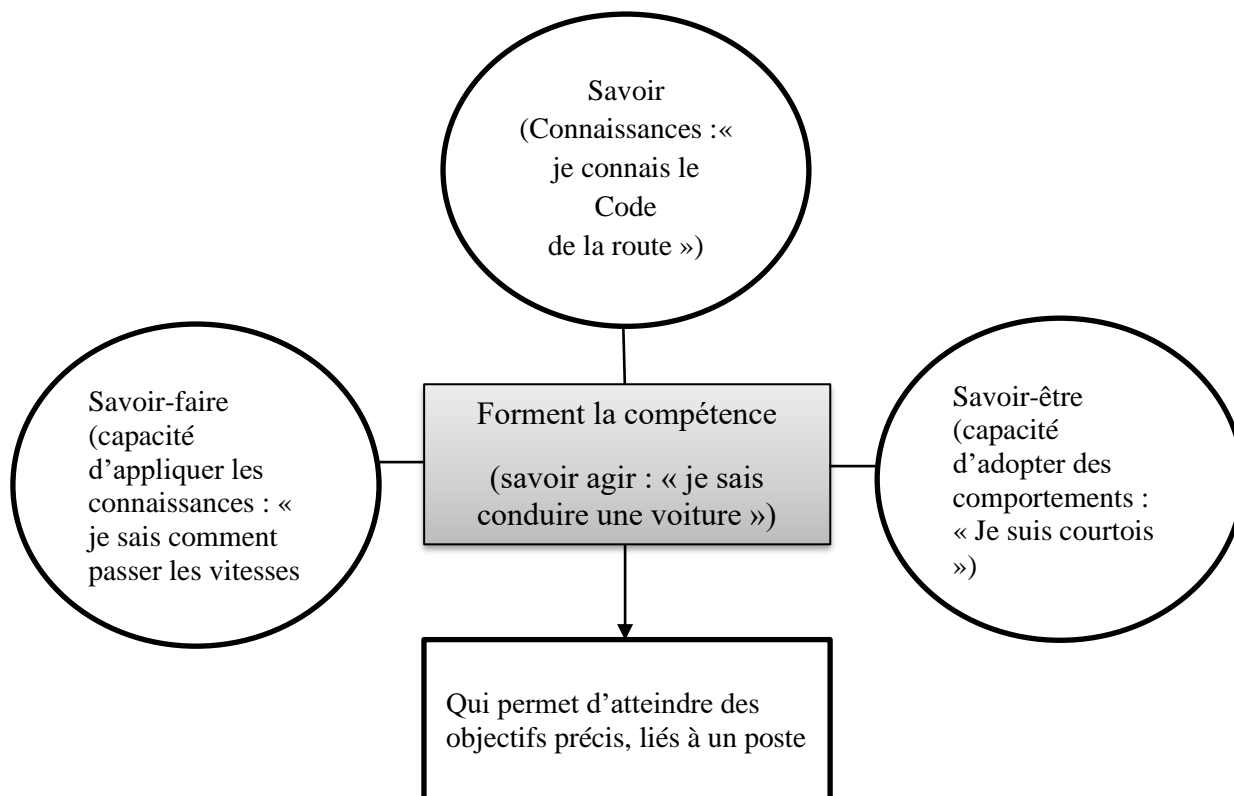 Savoir
(Connaissances :«
je connais le
Code
de la route »)
Savoir-faire
(capacité
d’appliquer les
connaissances : «
je sais comment
passer les vitesses
Forment la compétence
(savoir agir : « je sais
conduire une voiture »)
Savoir-être
(capacité
d’adopter des
comportements :
« Je suis courtois
»)
Qui permet d’atteindre des
objectifs précis, liés à un poste